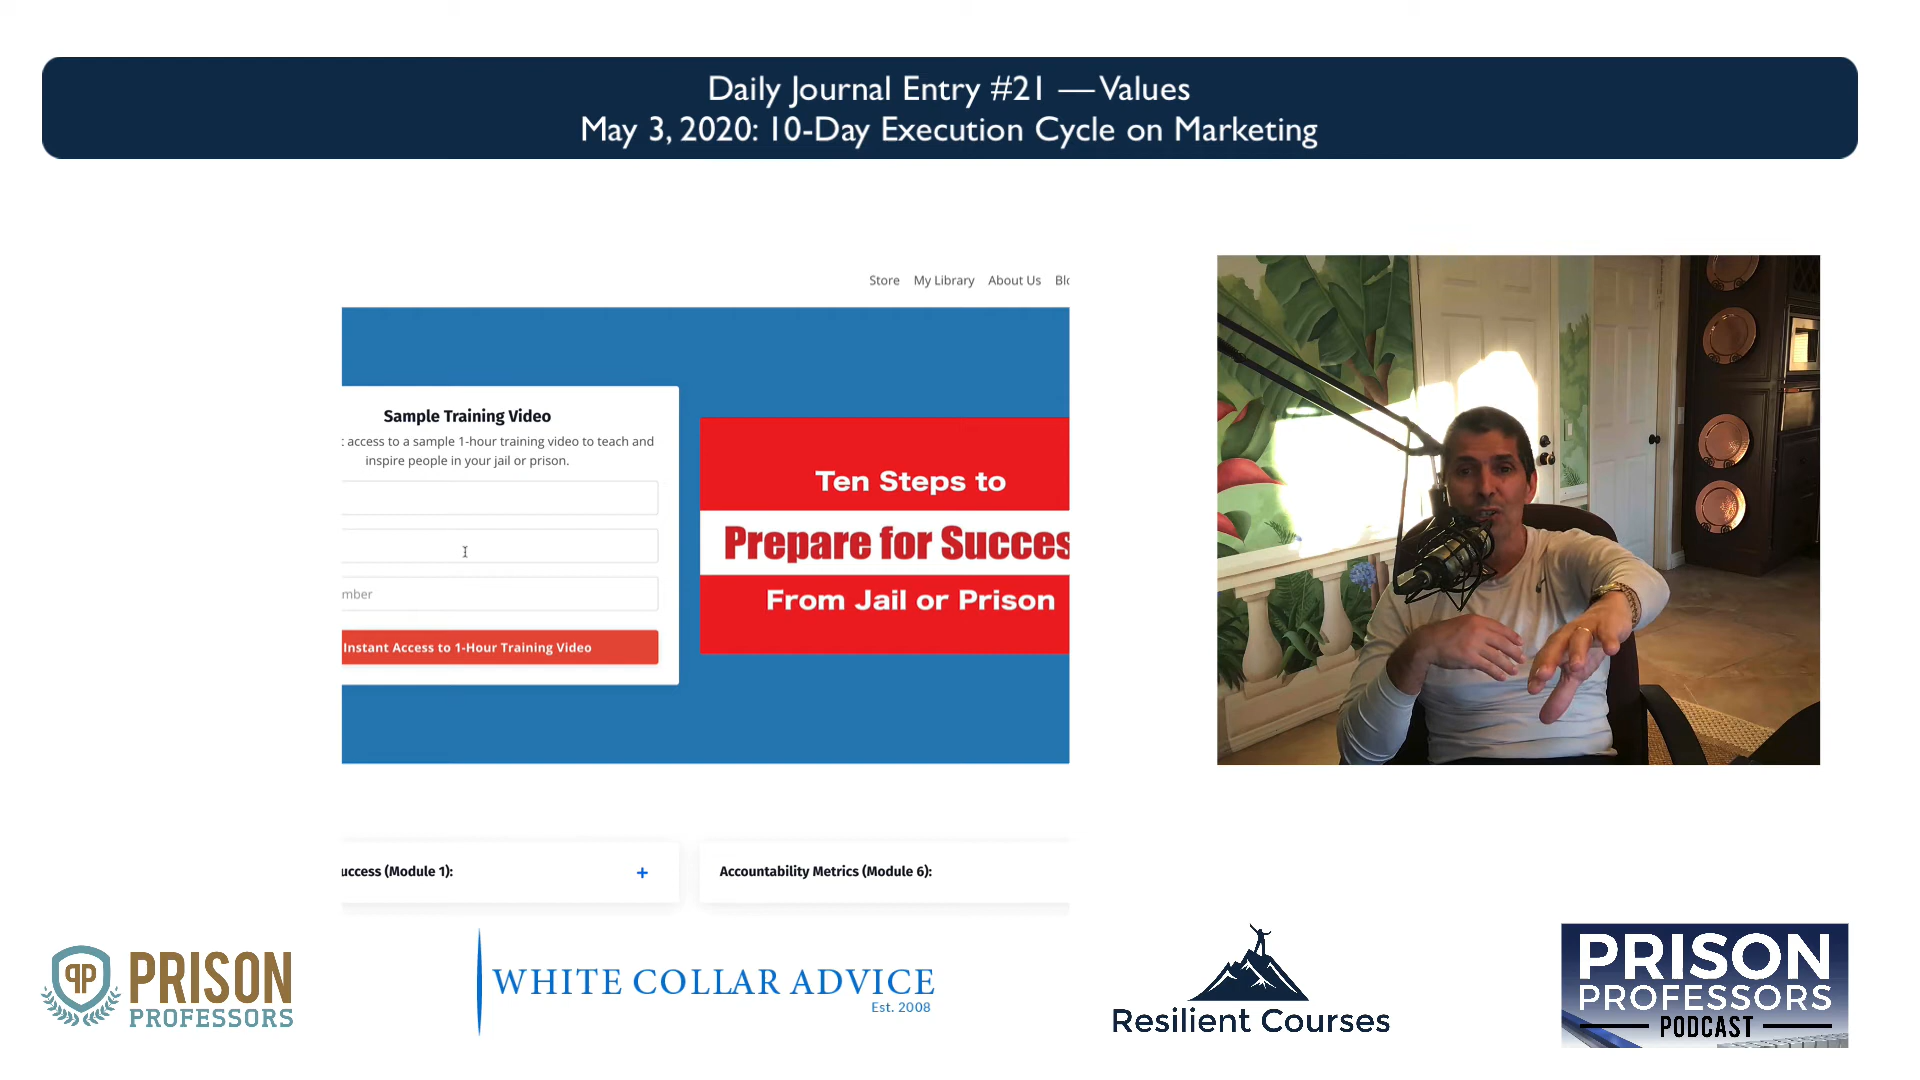 Daily Journal Entry #21 — Values
May 3, 2020: 10-Day Execution Cycle on Marketing
Store My Library About Us
Sample Training Video
access to a sample 1-hour training video to teach and
inspire people in your jail or prison.
mber
Instant Access to 1-Hour Training Video
Ten Steps to
Prepare for Succes
From Jail or Prison
uccess (Module 1):
+
Accountability Metrics (Module 6):
PP
PRISON
PROFESSORS
WHITE COLLAR ADVICE
Est. 2008
Resilient Courses
PRISON
PROFESSORS
PODCAST